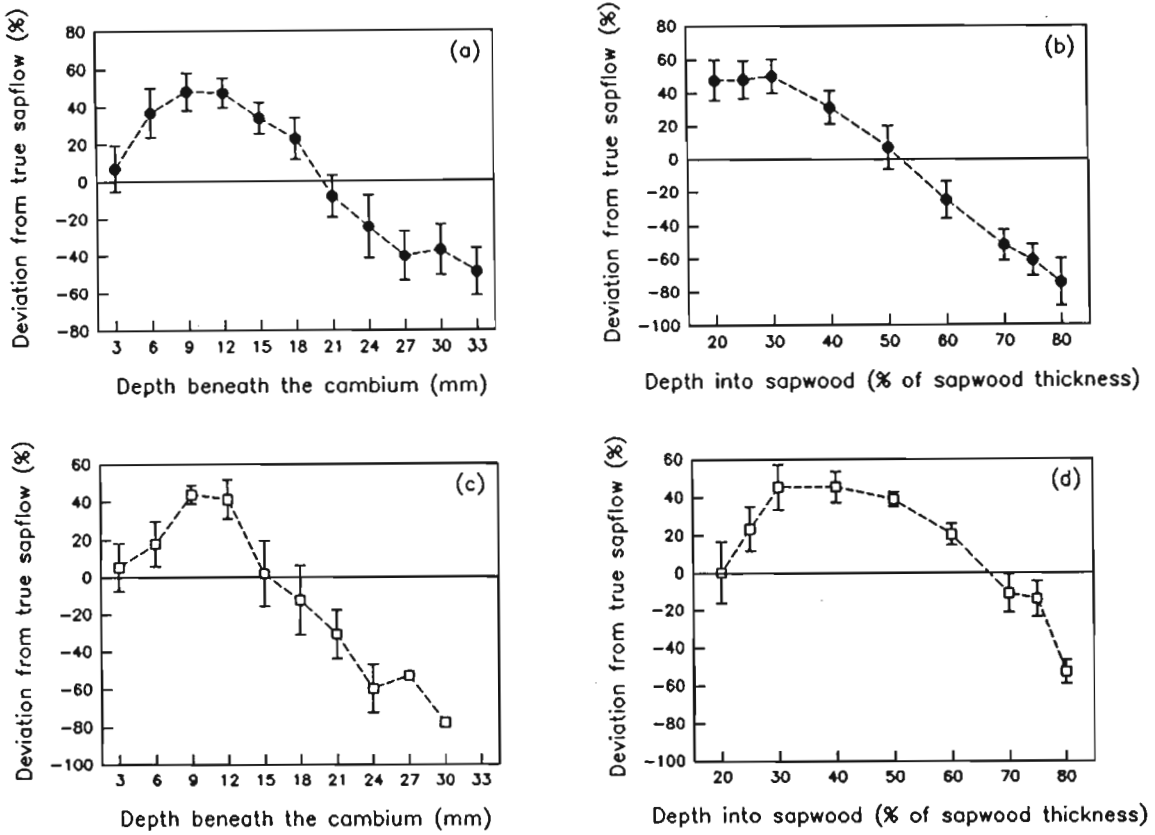 Deviation from true sapflow (%)
80
60
40
20
0
-20
-40
-60
-80
(a)
3 6 9 12 15 18 21 24 27 30 33
Depth beneath the cambium (mm)
Deviation from true sapflow (%)
80
60
40
20
0
-20
-40
-60
-80
-100
(b)
20 30 40 50 60 70 80
Depth into sapwood (% of sapwood thickness)
Deviation from true sapflow (%)
60
40
20
0
-20
-40
-60
-80
-100
(c)
3 6 9 12 15 18 21 24 27 30 33
Depth beneath the cambium (mm)
Deviation from true sapflow (%)
60
40
20
0
-20
-40
-60
-80
-100
(d)
20 30 40 50 60 70 80
Depth into sapwood (% of sapwood thickness)